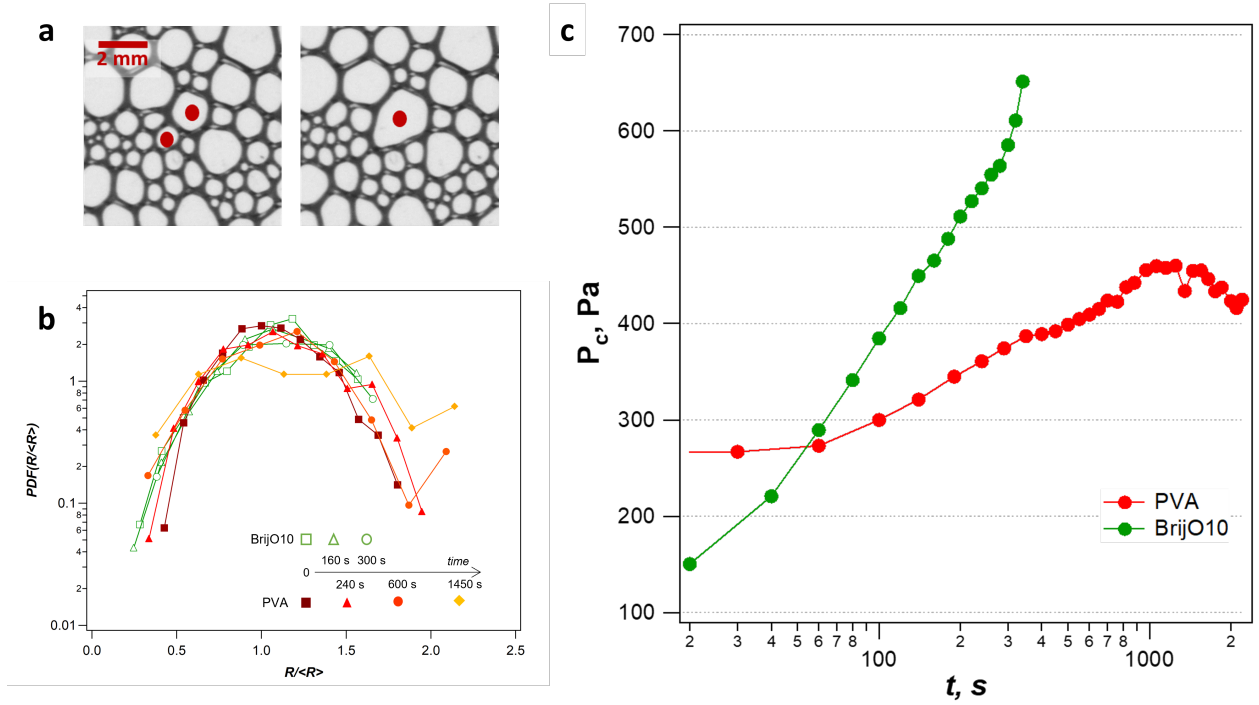 a
2 mm
b
PDF(R/<R>)
4
2
1
8
6
4
2
0.1
8
6
4
2
0.01
BrijO10
160 s 300 s
time
0
240 s 600 s 1450 s
PVA
0.0 0.5 1.0 1.5 2.0 2.5
R/<R>
c
Pc, Pa
700
600
500
400
300
200
100
PVA
BrijO10
2 3 4 5 6 7 8 2 3 4 5 6 7 8 2
100 1000
t, s